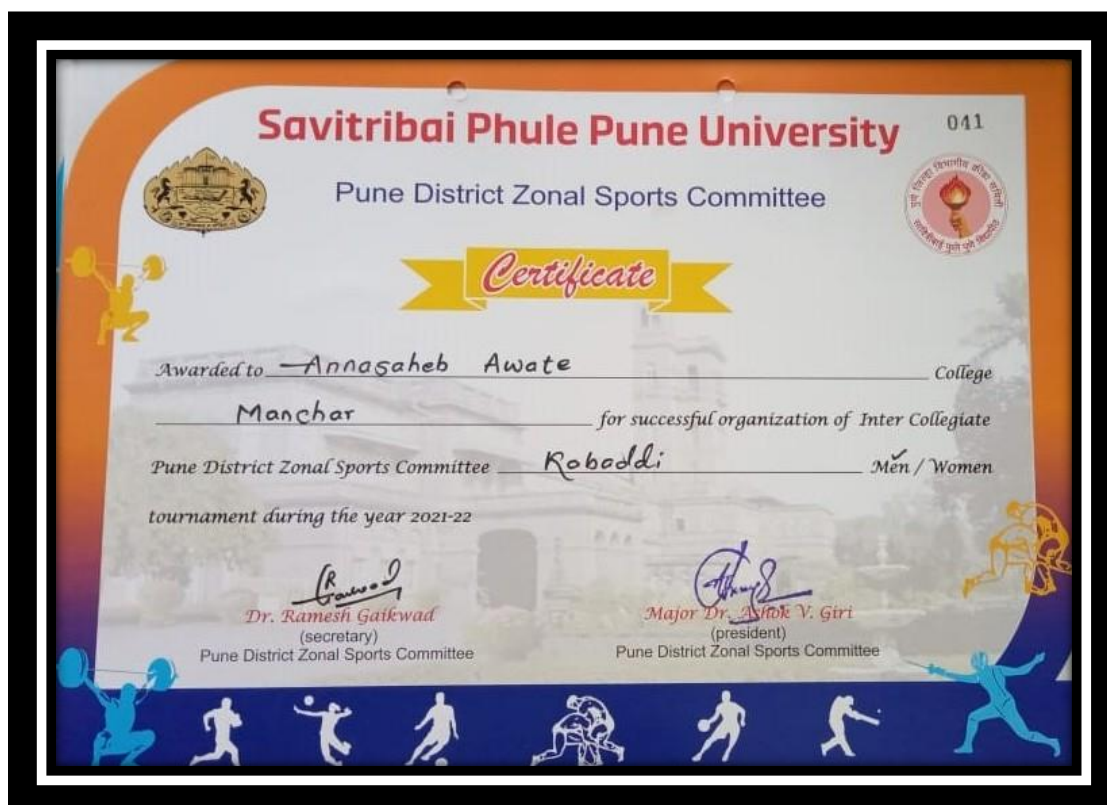 Savitribai Phule Pune University
041
Pune District Zonal Sports Committee
पुणे जिल्हा विभागीय क्रीडा समिती
सावित्रीबाई फुले पुणे विद्यापीठ
Certificate
Awarded to Annasaheb Awate College
Manchar for successful organization of Inter Collegiate
Pune District Zonal Sports Committee Kabaddi Men / Women
tournament during the year 2021-22
Dr. Ramesh Gaikwad
(secretary)
Pune District Zonal Sports Committee
Major Dr. Ashok V. Giri
(president)
Pune District Zonal Sports Committee